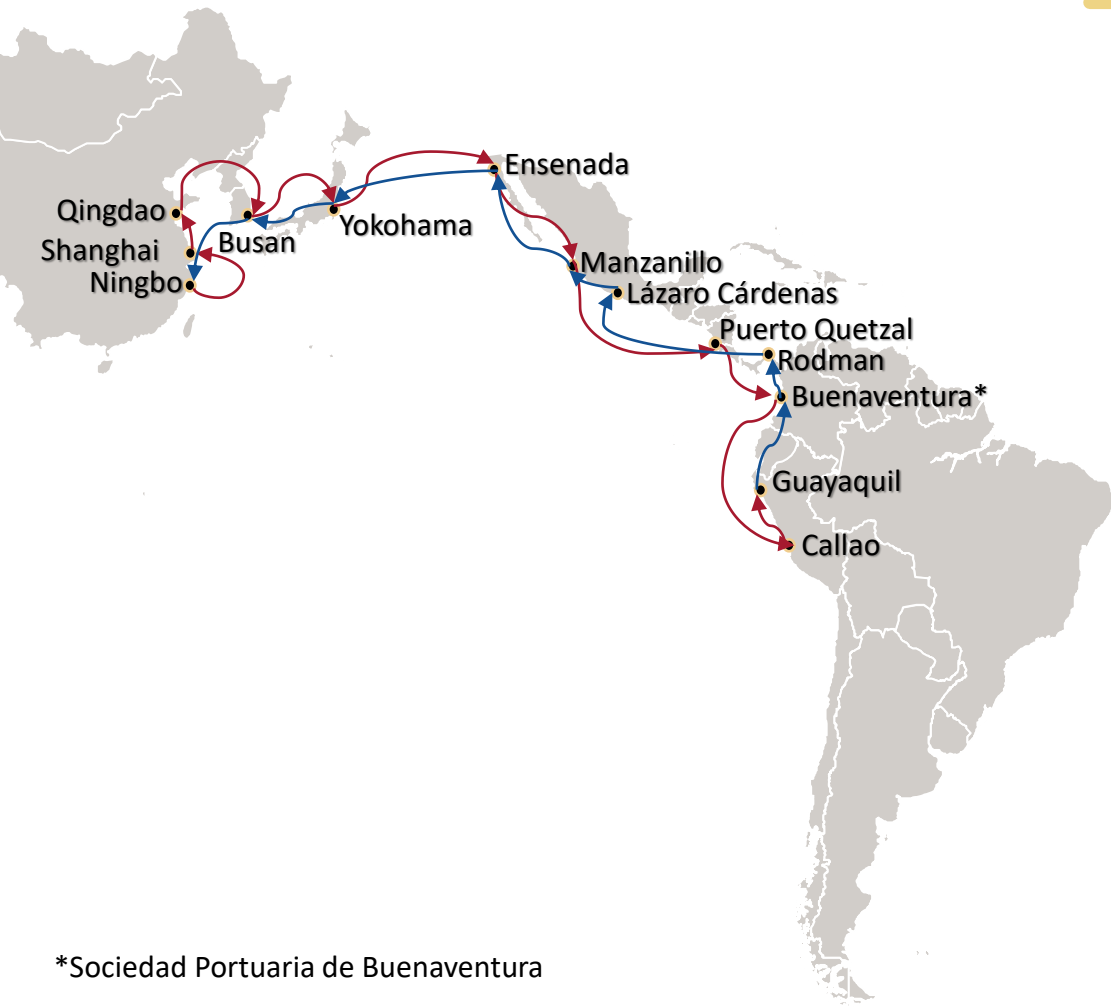 Ensenada
Qingdao
Yokohama
Busan
Shanghai
Manzanillo
Ningbo
Lázaro Cárdenas
Puerto Quetzal
Rodman
Buenaventura*
Guayaquil
Callao
*Sociedad Portuaria de Buenaventura